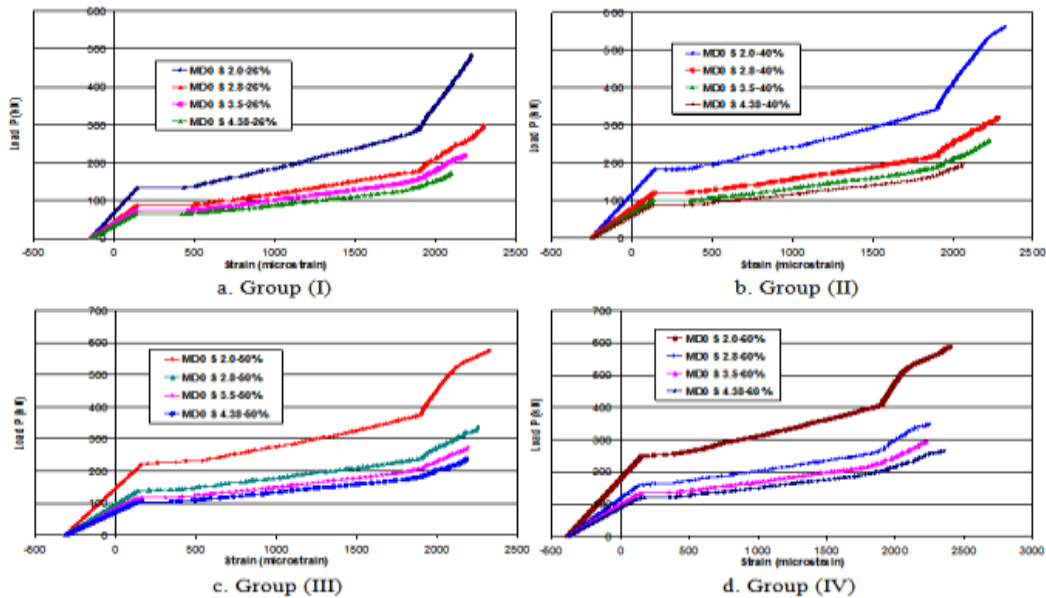 600
500
400
300
200
100
0
Load P (kN)
MD0 $ 2.0-26%
MD0 $ 2.8-26%
MD0 $ 3.5-26%
MD0 $ 4.38-26%
-500 0 500 1000 1500 2000 2500
Strain (microstrain)
a. Group (I)
600
500
400
300
200
100
0
Load P (kN)
MD0 $ 2.0-40%
MD0 $ 2.8-40%
MD0 $ 3.5-40%
MD0 $ 4.38-40%
-500 0 500 1000 1500 2000 2500
Strain (microstrain)
b. Group (II)
700
600
500
400
300
200
100
0
Load P (kN)
MD0 $ 2.0-50%
MD0 $ 2.8-50%
MD0 $ 3.5-50%
MD0 $ 4.38-50%
-500 0 500 1000 1500 2000 2500
Strain (microstrain)
c. Group (III)
700
600
500
400
300
200
100
0
Load P (kN)
MD0 $ 2.0-60%
MD0 $ 2.8-60%
MD0 $ 3.5-60%
MD0 $ 4.38-60%
-500 0 500 1000 1500 2000 2500 3000
Strain (microstrain)
d. Group (IV)